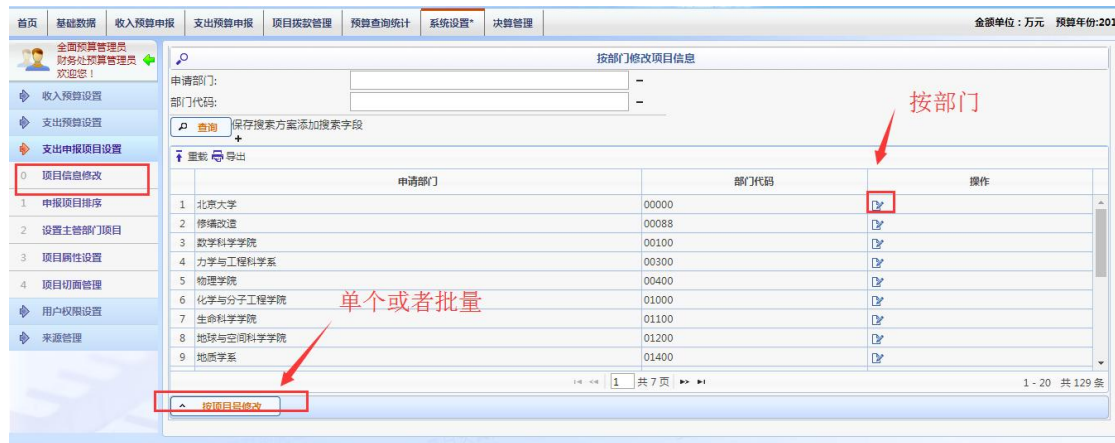 首页 基础数据 收入预算申报 支出预算申报 项目拨款管理 预算查询统计 系统设置* 决算管理 金额单位：万元 预算年份:201
全面预算管理员
财务处预算管理员
欢迎您！
收入预算设置
支出预算设置
支出申报项目设置
0 项目信息修改
1 申报项目排序
2 设置主管部门项目
3 项目属性设置
4 项目切面管理
用户权限设置
来源管理
按部门修改项目信息
申请部门: −
部门代码: −
查询 保存搜索方案添加搜索字段
+
重载 导出
按部门
申请部门 部门代码 操作
1 北京大学 00000
2 修缮改造 00088
3 数学科学学院 00100
4 力学与工程科学系 00300
5 物理学院 00400
6 化学与分子工程学院 01000
7 生命科学学院 01100
8 地球与空间科学学院 01200
9 地质学系 01400
单个或者批量
1 共 7 页 1 - 20 共 129 条
按项目号修改